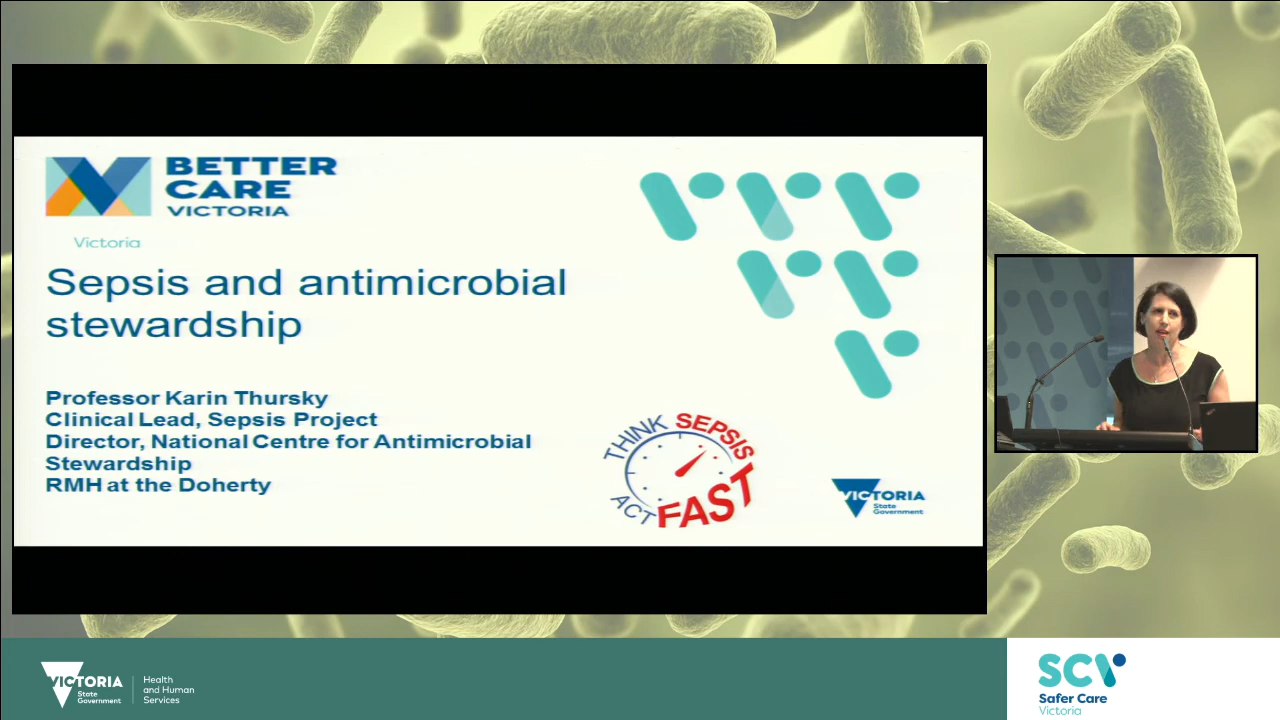 BETTER
CARE
VICTORIA
Victoria
Sepsis and antimicrobial
stewardship
Professor Karin Thursky
Clinical Lead, Sepsis Project
Director, National Centre for Antimicrobial
Stewardship
RMH at the Doherty
THINK SEPSIS
ACT FAST
VICTORIA
State
Government
VICTORIA
State
Government
Health
and Human
Services
SCV
Safer Care
Victoria